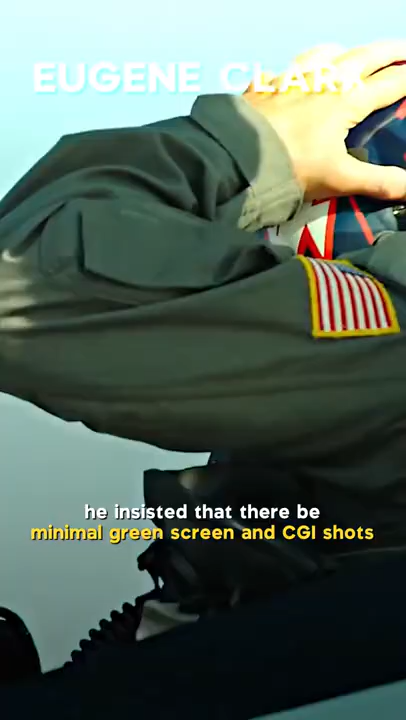 EUGENE CLARK
he insisted that there be
minimal green screen and CGI shots